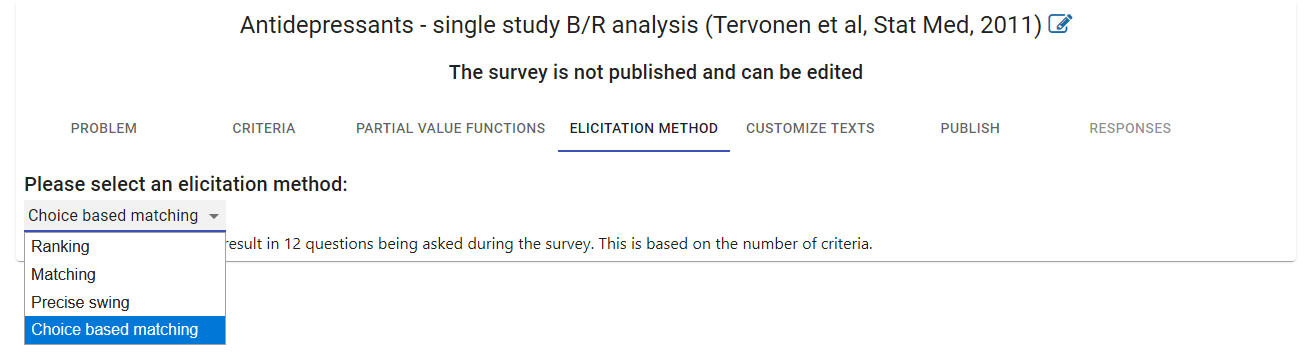 Antidepressants - single study B/R analysis (Tervonen et al, Stat Med, 2011)
The survey is not published and can be edited
PROBLEM CRITERIA PARTIAL VALUE FUNCTIONS ELICITATION METHOD CUSTOMIZE TEXTS PUBLISH RESPONSES
Please select an elicitation method:
Choice based matching
in 12 questions being asked during the survey. This is based on the number of criteria.
Ranking
Matching
Precise swing
Choice based matching